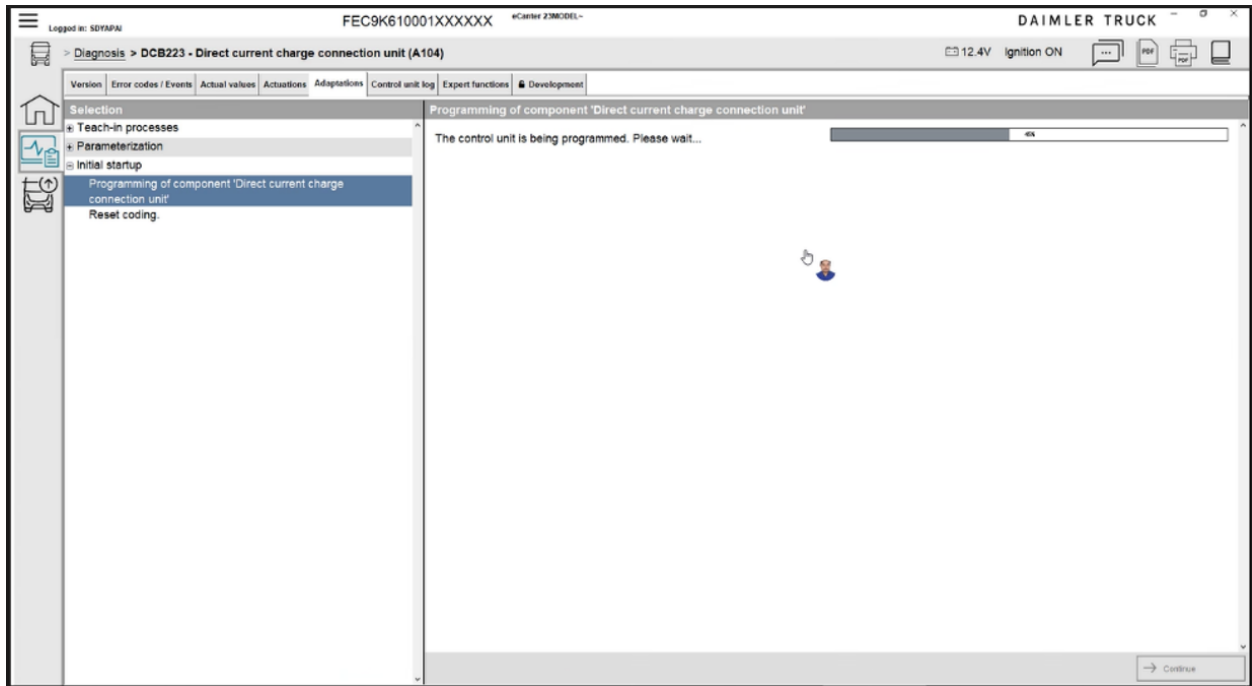 Logged in: SDYAPAI
FEC9K610001XXXXXX
eCanter 23MODEL~
DAIMLER TRUCK
> Diagnosis > DCB223 - Direct current charge connection unit (A104)
12.4V Ignition ON
PDF
PDF
Version Error codes / Events Actual values Actuations Adaptations Control unit log Expert functions Development
Selection
Teach-in processes
Parameterization
Initial startup
Programming of component 'Direct current charge
connection unit'
Reset coding.
Programming of component 'Direct current charge connection unit'
The control unit is being programmed. Please wait...
Continue